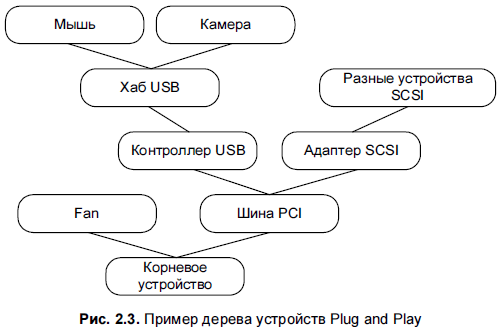 Мышь
Камера
Хаб USB
Разные устройства
SCSI
Контроллер USB
Адаптер SCSI
Fan
Шина PCI
Корневое
устройство
Рис. 2.3. Пример дерева устройств Plug and Play